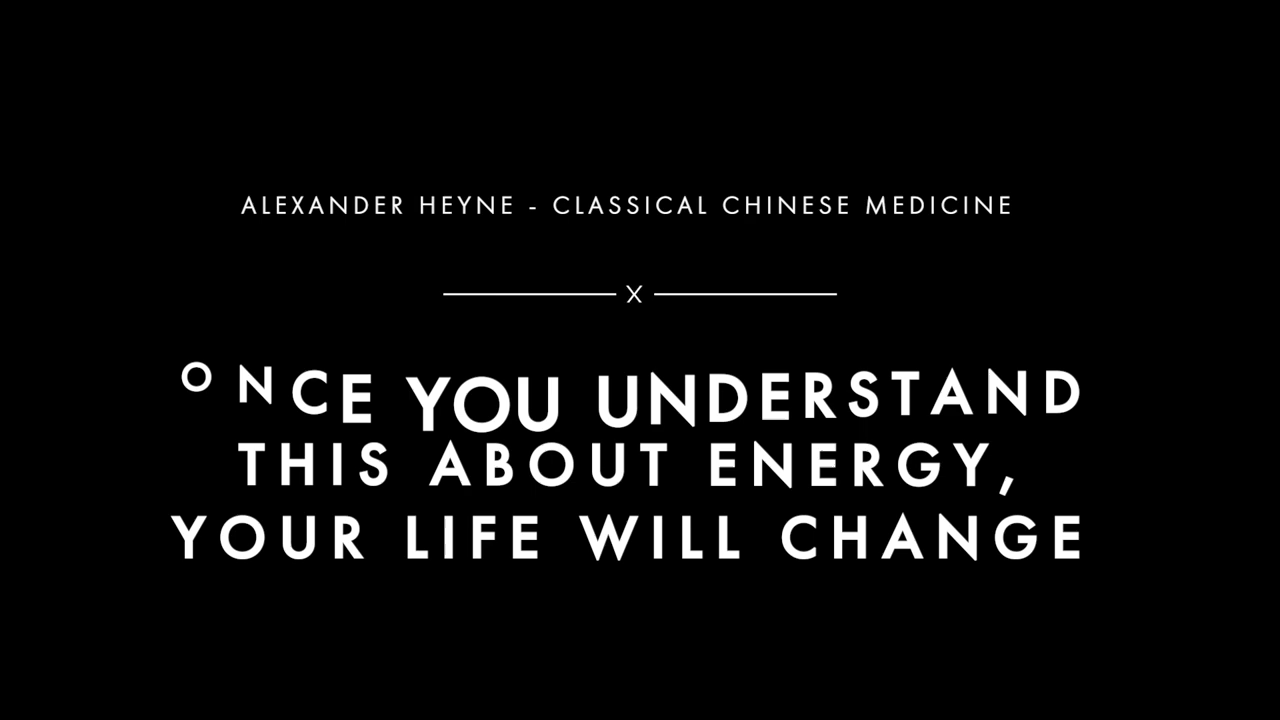 ALEXANDER HEYNE - CLASSICAL CHINESE MEDICINE
X
ONCE YOU UNDERSTAND
THIS ABOUT ENERGY,
YOUR LIFE WILL CHANGE